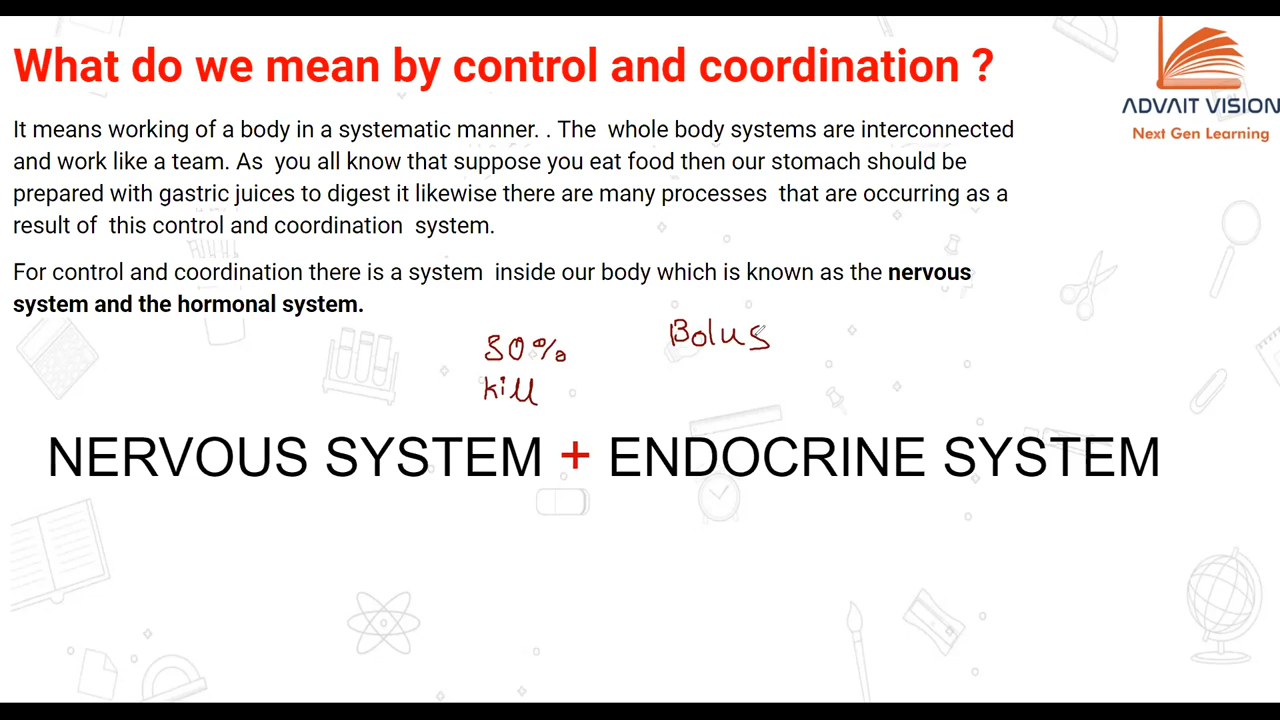 What do we mean by control and coordination ?
ADVAIT VISION
Next Gen Learning
It means working of a body in a systematic manner. . The whole body systems are interconnected
and work like a team. As you all know that suppose you eat food then our stomach should be
prepared with gastric juices to digest it likewise there are many processes that are occurring as a
result of this control and coordination system.
For control and coordination there is a system inside our body which is known as the nervous
system and the hormonal system.
30%
Bolus
kill
NERVOUS SYSTEM + ENDOCRINE SYSTEM